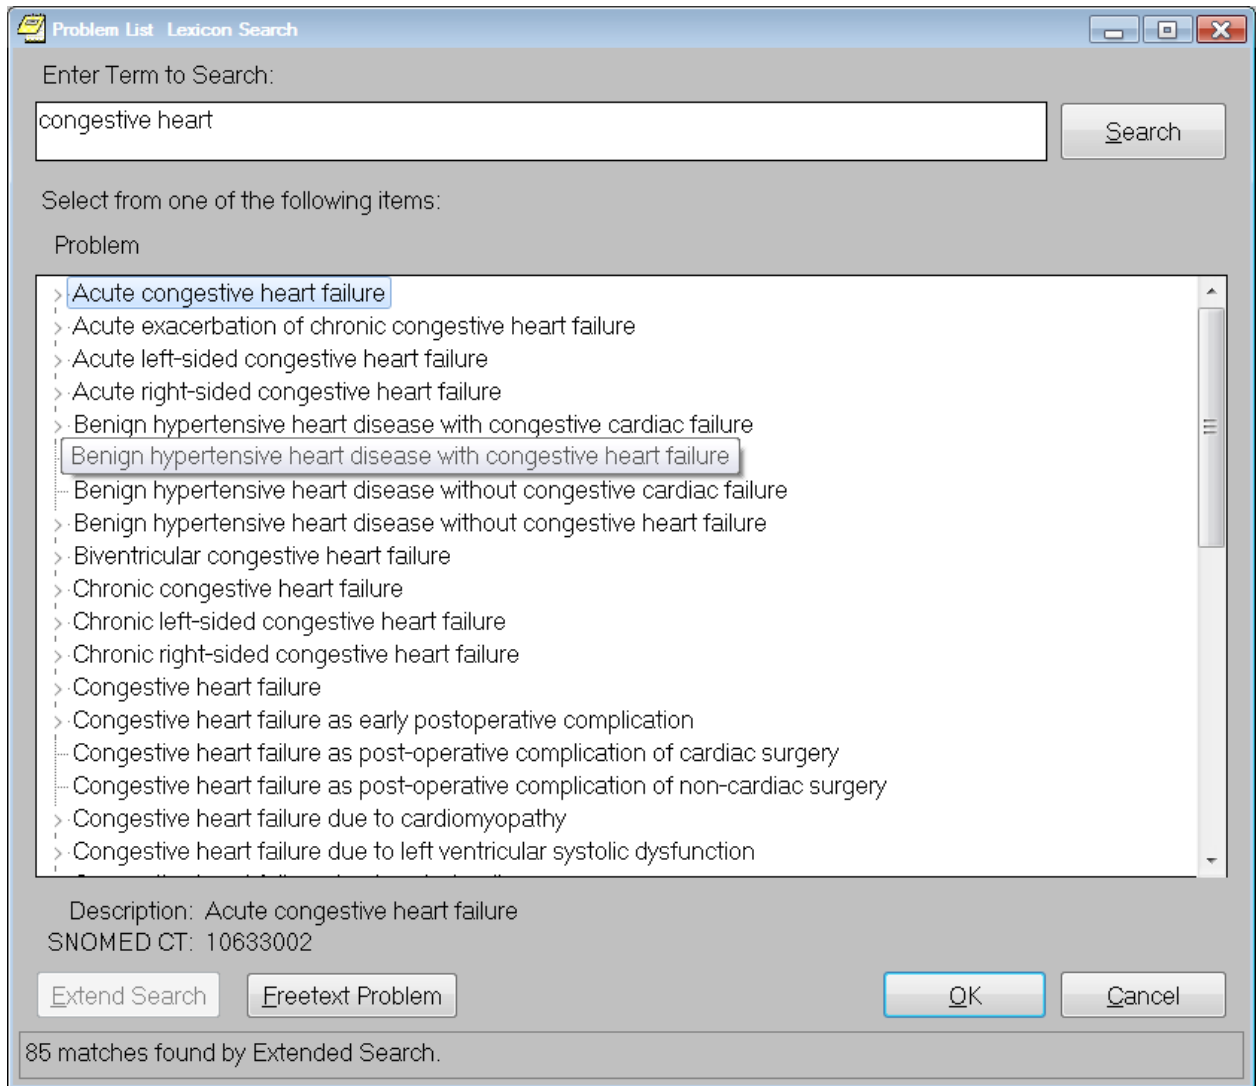 Problem List Lexicon Search
Enter Term to Search:
congestive heart
Search
Select from one of the following items:
Problem
Acute congestive heart failure
Acute exacerbation of chronic congestive heart failure
Acute left-sided congestive heart failure
Acute right-sided congestive heart failure
Benign hypertensive heart disease with congestive cardiac failure
Benign hypertensive heart disease with congestive heart failure
Benign hypertensive heart disease without congestive cardiac failure
Benign hypertensive heart disease without congestive heart failure
Biventricular congestive heart failure
Chronic congestive heart failure
Chronic left-sided congestive heart failure
Chronic right-sided congestive heart failure
Congestive heart failure
Congestive heart failure as early postoperative complication
Congestive heart failure as post-operative complication of cardiac surgery
Congestive heart failure as post-operative complication of non-cardiac surgery
Congestive heart failure due to cardiomyopathy
Congestive heart failure due to left ventricular systolic dysfunction
Description: Acute congestive heart failure
SNOMED CT: 10633002
Extend Search Freetext Problem OK Cancel
85 matches found by Extended Search.